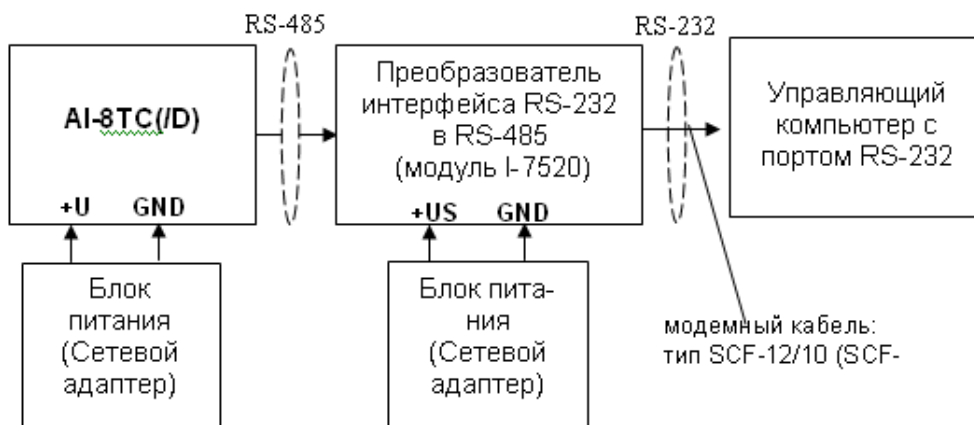 RS-485
RS-232
AI-8TC(/D)
+U GND
Преобразователь
интерфейса RS-232
в RS-485
(модуль I-7520)
+US GND
Управляющий
компьютер с
портом RS-232
Блок
питания
(Сетевой
адаптер)
Блок пита-
ния
(Сетевой
адаптер)
модемный кабель:
тип SCF-12/10 (SCF-